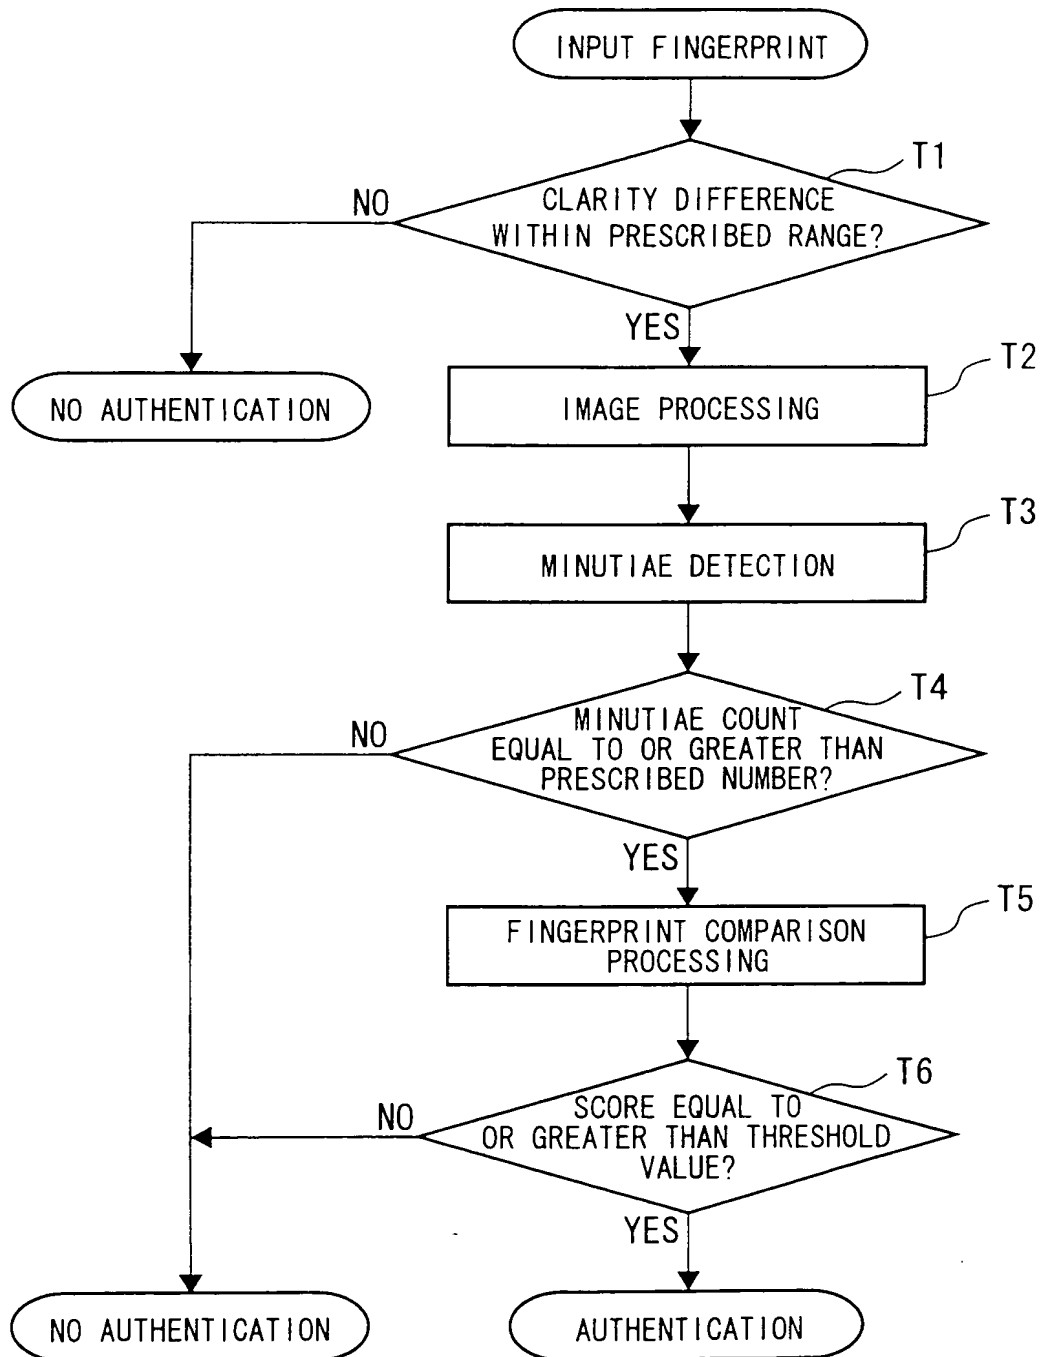 INPUT FINGERPRINT
T1
NO
CLARITY DIFFERENCE
WITHIN PRESCRIBED RANGE?
YES
T2
NO AUTHENTICATION
IMAGE PROCESSING
T3
MINUTIAE DETECTION
T4
NO
MINUTIAE COUNT
EQUAL TO OR GREATER THAN
PRESCRIBED NUMBER?
YES
T5
FINGERPRINT COMPARISON
PROCESSING
T6
NO
SCORE EQUAL TO
OR GREATER THAN THRESHOLD
VALUE?
YES
NO AUTHENTICATION
AUTHENTICATION